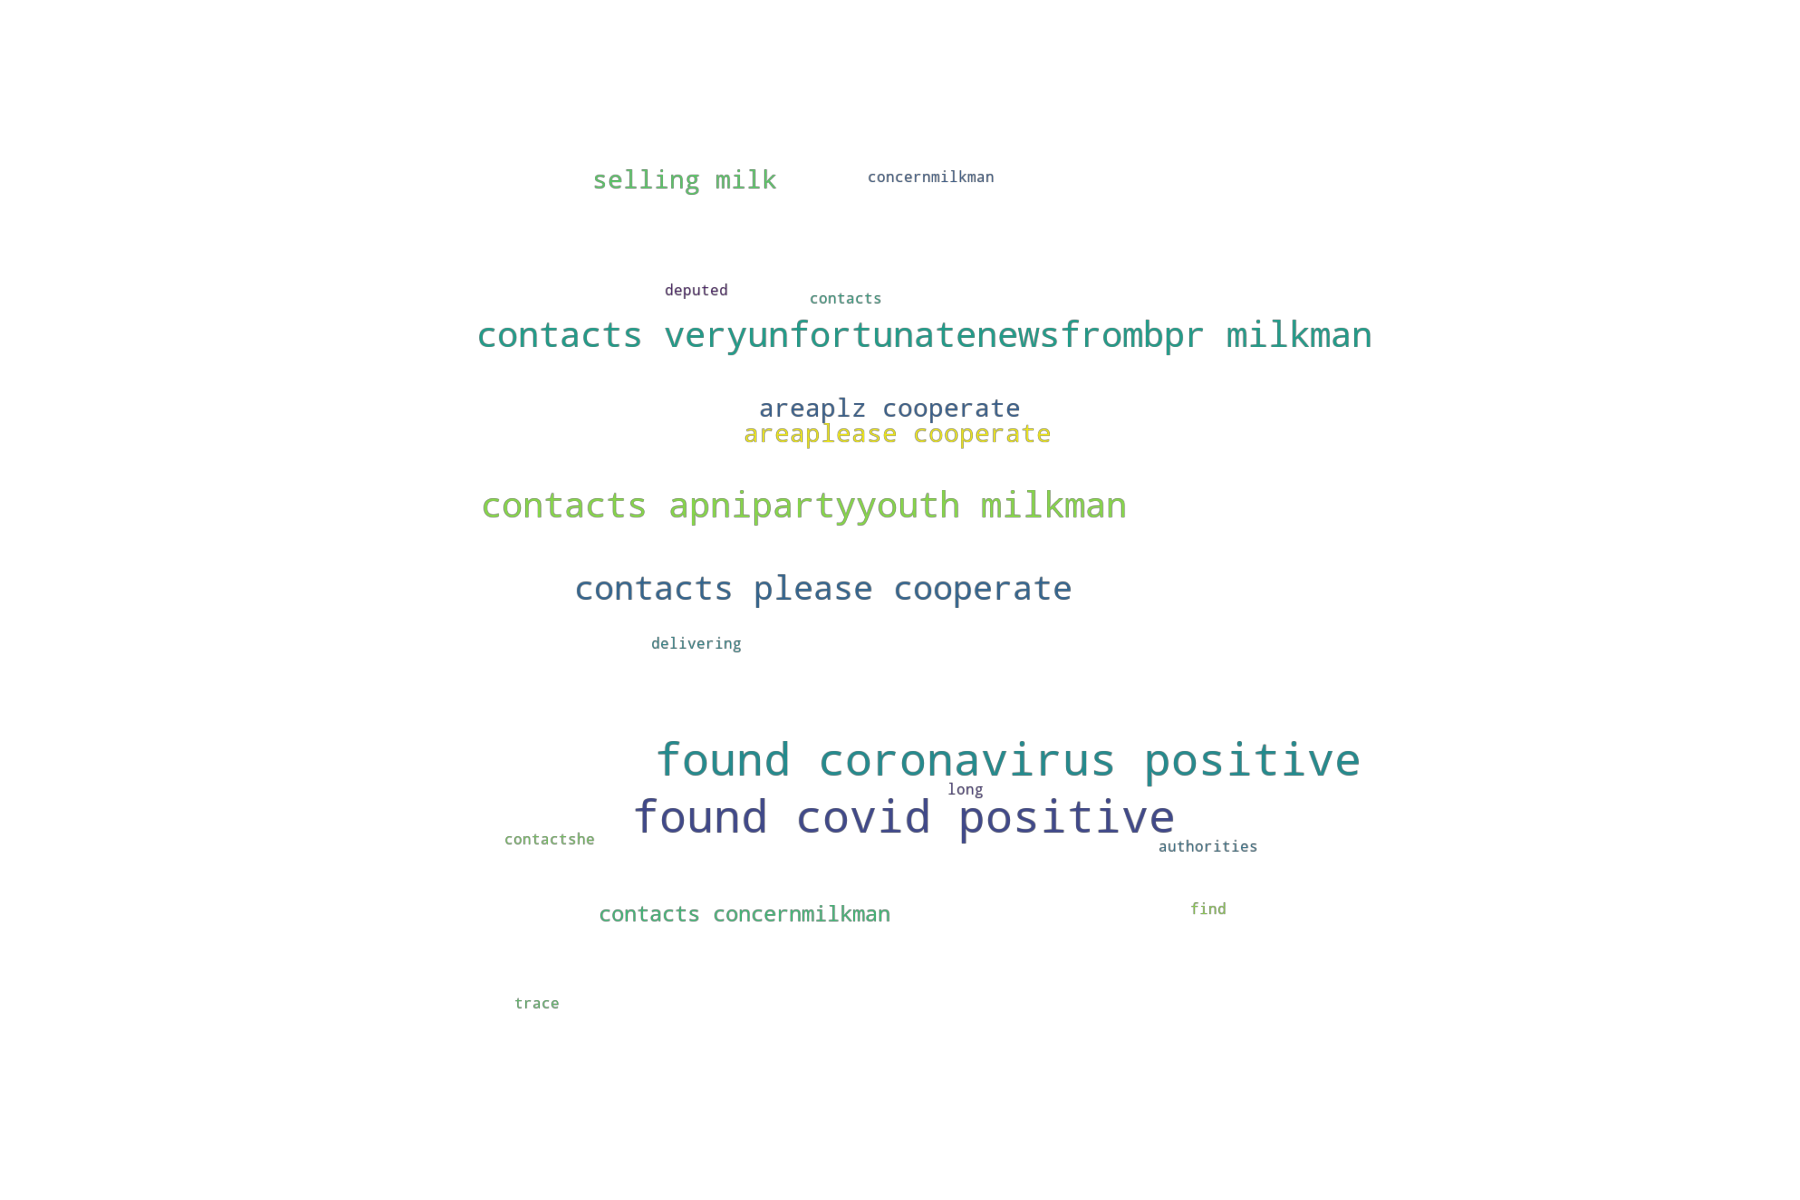 selling milk
concernmilkman
deputed
contacts
contacts veryunfortunatenewsfrombpr milkman
areaplz cooperate
areaplease cooperate
contacts apnipartyyouth milkman
contacts please cooperate
delivering
found coronavirus positive
long
found covid positive
contactshe
authorities
contacts concernmilkman
find
trace